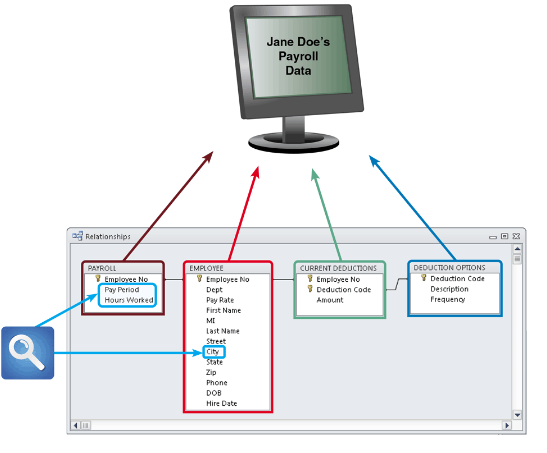 Jane Doe's
Payroll
Data
Relationships
PAYROLL
Employee No
Pay Period
Hours Worked
EMPLOYEE
Employee No
Dept
Pay Rate
First Name
MI
Last Name
Street
City
State
Zip
Phone
DOB
Hire Date
CURRENT DEDUCTIONS
Employee No
Deduction Code
Amount
DEDUCTION OPTIONS
Deduction Code
Description
Frequency